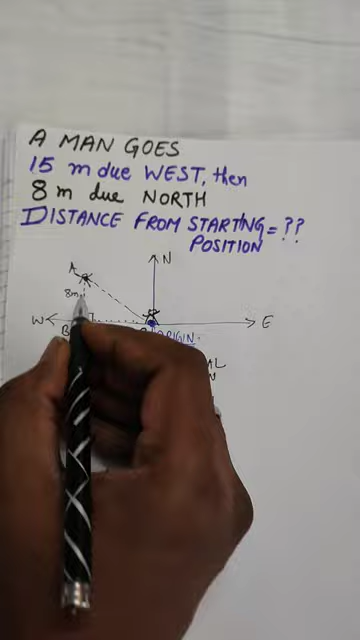 A MAN GOES
15 m due WEST, then
8 m due NORTH
DISTANCE FROM STARTING = ??
POSITION
N
A
8m
W E
B ORIGIN